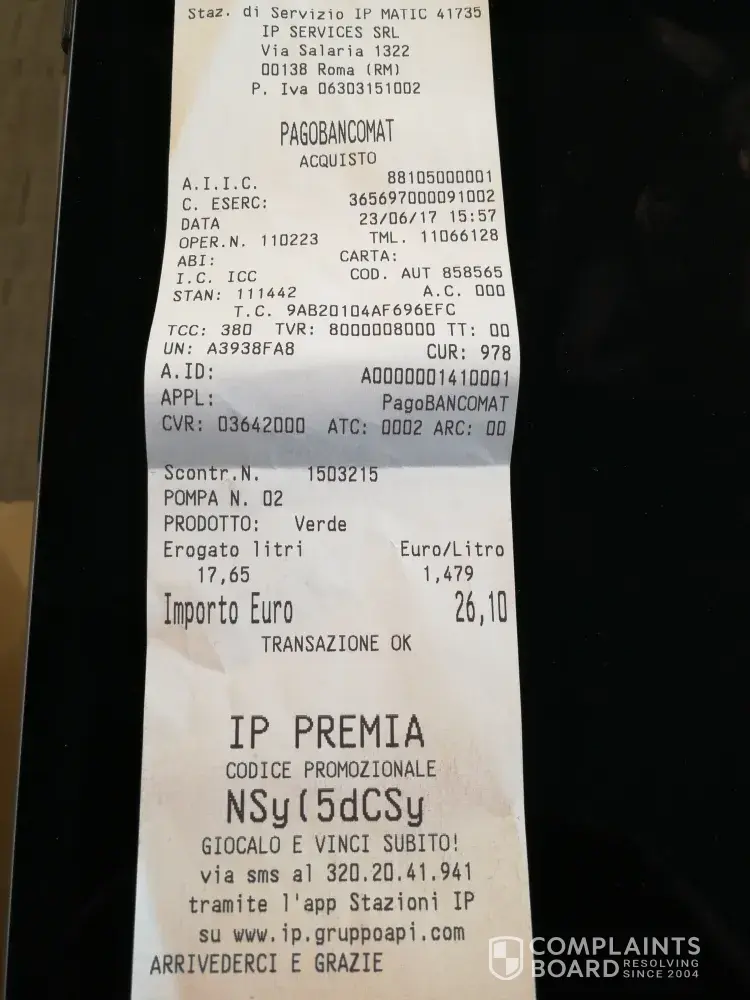 Staz. di Servizio IP MATIC 41735
IP SERVICES SRL
Via Salaria 1322
00138 Roma (RM)
P. Iva 06303151002
PAGOBANCOMAT
ACQUISTO
A.I.I.C. 88105000001
C. ESERC: 365697000091002
DATA 23/06/17 15:57
OPER.N. 110223 TML. 11066128
ABI: CARTA:
I.C. ICC COD. AUT 858565
STAN: 111442 A.C. 000
T.C. 9AB20104AF696EFC
TCC: 380 TVR: 8000008000 TT: 00
UN: A3938FA8 CUR: 978
A.ID: A0000001410001
APPL: PagoBANCOMAT
CVR: 03642000 ATC: 0002 ARC: 00
Scontr.N. 1503215
POMPA N. 02
PRODOTTO: Verde
Erogato litri Euro/Litro
17,65 1,479
Importo Euro 26,10
TRANSAZIONE OK
IP PREMIA
CODICE PROMOZIONALE
NSy(5dCSy
GIOCALO E VINCI SUBITO!
via sms al 320.20.41.941
tramite l'app Stazioni IP
su www.ip.gruppoapi.com
ARRIVEDERCI E GRAZIE
COMPLAINTS
BOARD RESOLVING SINCE 2004